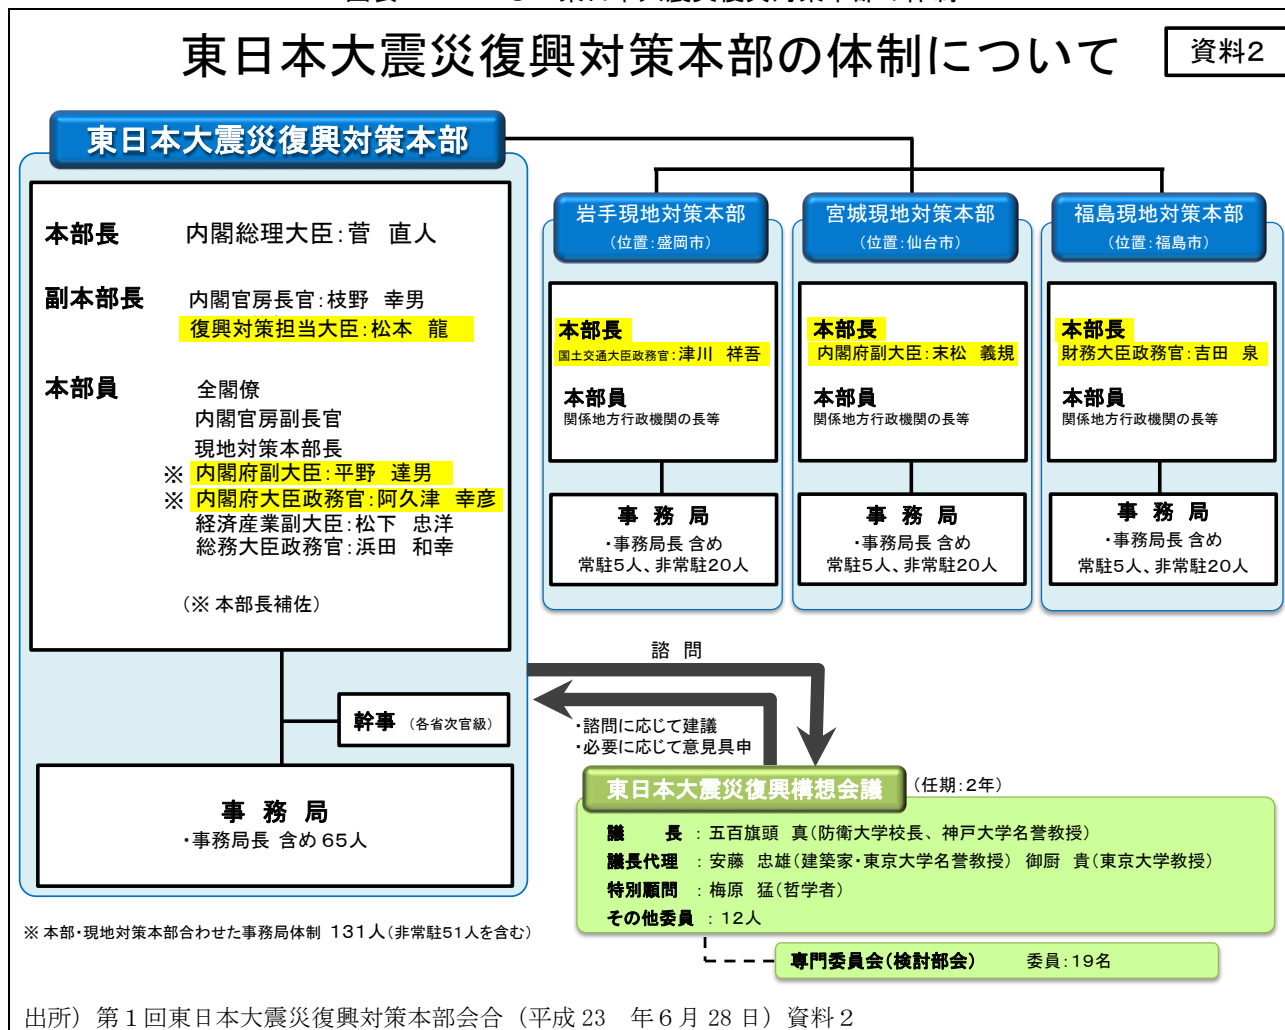 東日本大震災復興対策本部の体制について
資料2
東日本大震災復興対策本部
本部長 内閣総理大臣:菅 直人
副本部長 内閣官房長官:枝野 幸男
復興対策担当大臣:松本 龍
本部員 全閣僚
内閣官房副長官
現地対策本部長
※ 内閣府副大臣:平野 達男
※ 内閣府大臣政務官:阿久津 幸彦
経済産業副大臣:松下 忠洋
総務大臣政務官:浜田 和幸
(※ 本部長補佐)
幹事 (各省次官級)
事 務 局
・事務局長 含め 65人
※ 本部・現地対策本部合わせた事務局体制 131人(非常駐51人を含む)
岩手現地対策本部
(位置:盛岡市)
本部長
国土交通大臣政務官:津川 祥吾
本部員
関係地方行政機関の長等
事 務 局
・事務局長 含め
常駐5人、非常駐20人
宮城現地対策本部
(位置:仙台市)
本部長
内閣府副大臣:末松 義規
本部員
関係地方行政機関の長等
事 務 局
・事務局長 含め
常駐5人、非常駐20人
福島現地対策本部
(位置:福島市)
本部長
財務大臣政務官:吉田 泉
本部員
関係地方行政機関の長等
事 務 局
・事務局長 含め
常駐5人、非常駐20人
諮 問
・諮問に応じて建議
・必要に応じて意見具申
東日本大震災復興構想会議 (任期:2年)
議 長 : 五百旗頭 真(防衛大学校長、神戸大学名誉教授)
議長代理 : 安藤 忠雄(建築家・東京大学名誉教授) 御厨 貴(東京大学教授)
特別顧問 : 梅原 猛(哲学者)
その他委員 : 12人
専門委員会(検討部会) 委員:19名
出所)第1回東日本大震災復興対策本部会合(平成 23 年6月 28 日)資料2